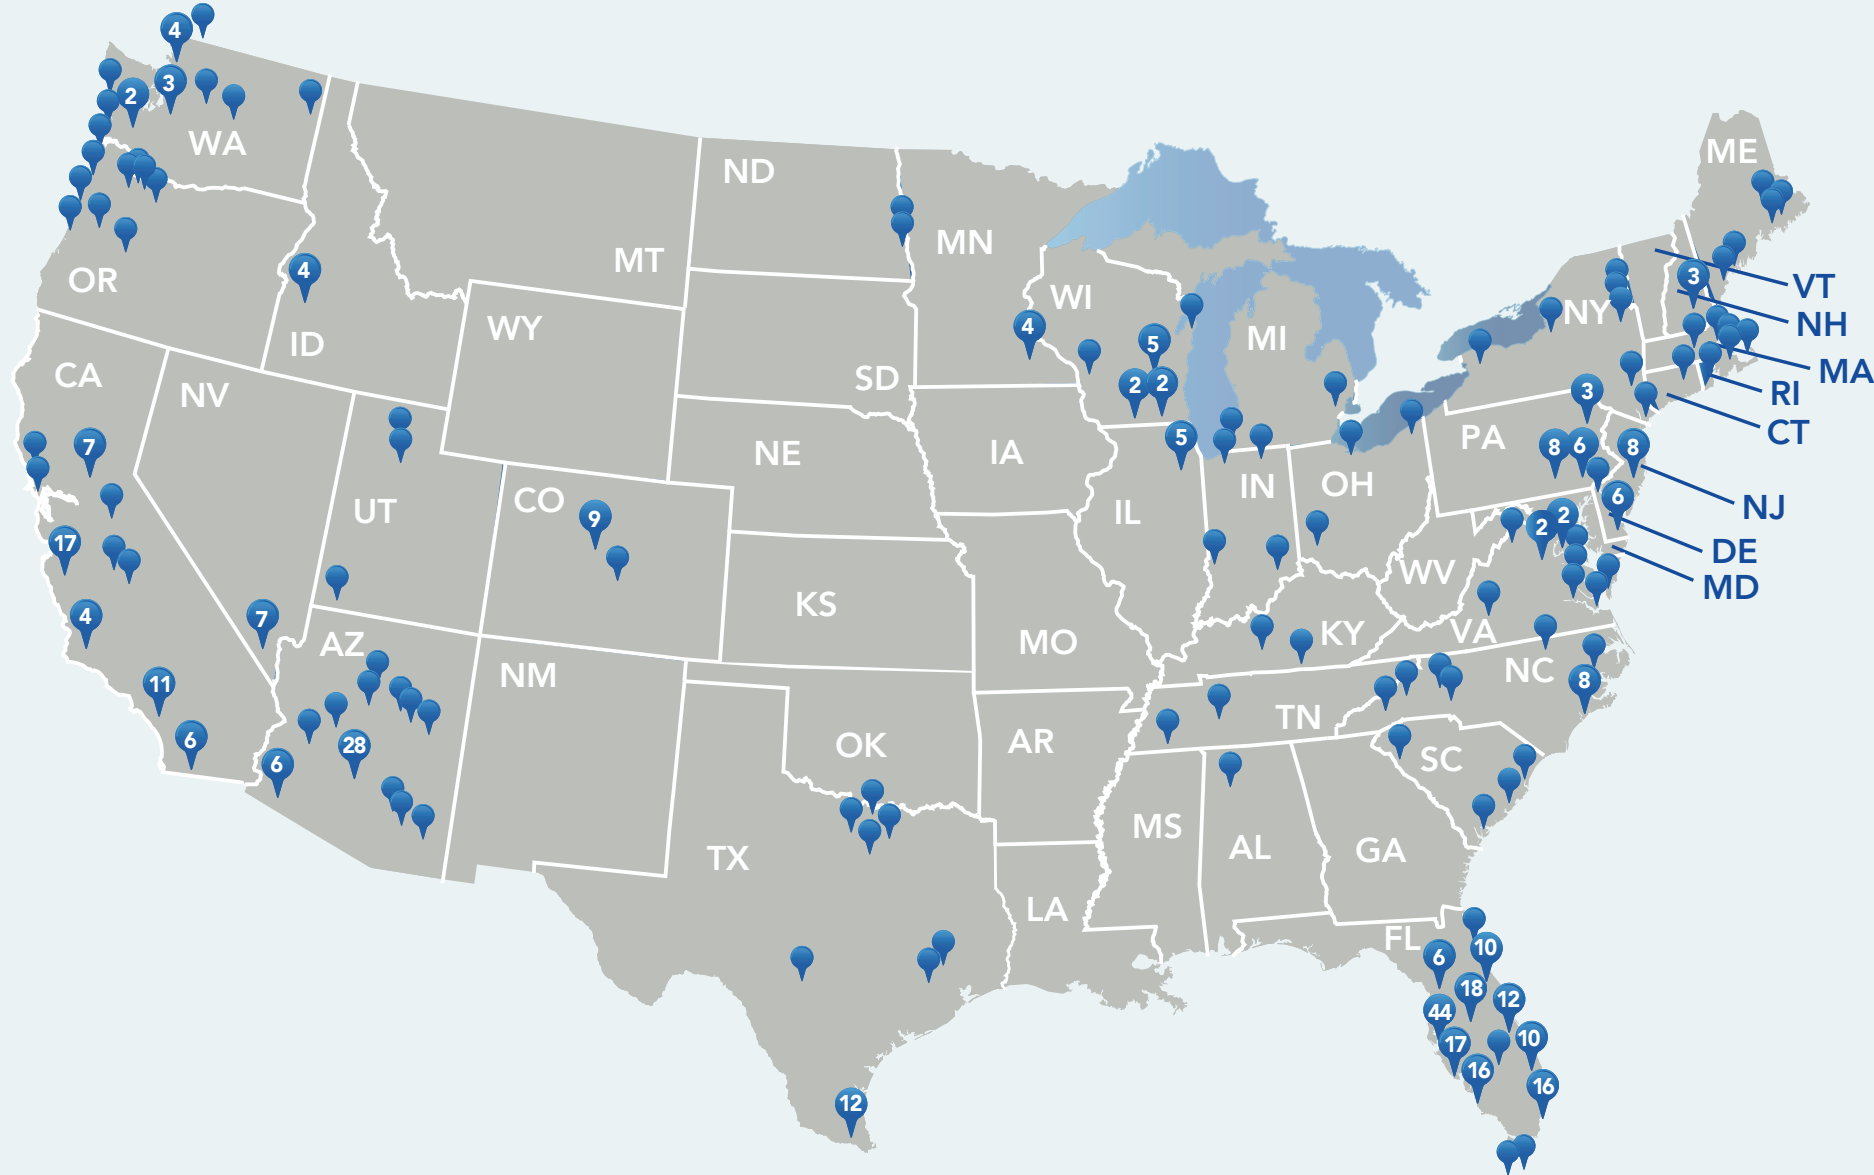 4
3
2
WA
ND
ME
MT
MN
OR
4
ID
WY
WI
4
5
2
2
MI
NY
3
VT
NH
MA
RI
CT
CA
NV
SD
7
NE
IA
5
IL
IN
OH
PA
3
8
6
8
NJ
6
DE
MD
2
2
UT
CO
9
17
KS
MO
WV
KY
VA
4
7
AZ
NM
11
6
6
28
OK
AR
TN
NC
8
SC
TX
MS
AL
GA
LA
FL
6
10
18
44
12
17
10
16
16
12